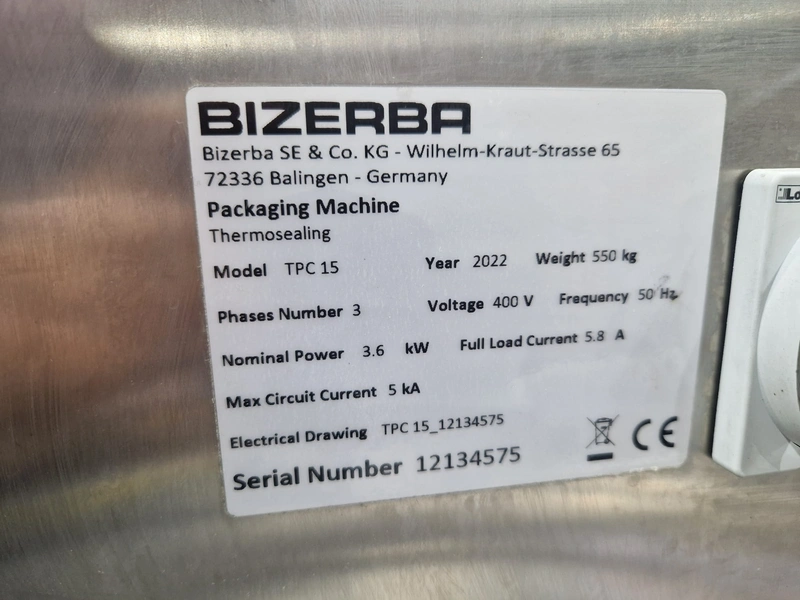 BIZERBA
Bizerba SE & Co. KG - Wilhelm-Kraut-Strasse 65
72336 Balingen - Germany
Packaging Machine
Thermosealing
Model TPC 15 Year 2022 Weight 550 kg
Phases Number 3 Voltage 400 V Frequency 50 Hz
Nominal Power 3.6 kW Full Load Current 5.8 A
Max Circuit Current 5 kA
Electrical Drawing TPC 15_12134575
Serial Number 12134575
CE